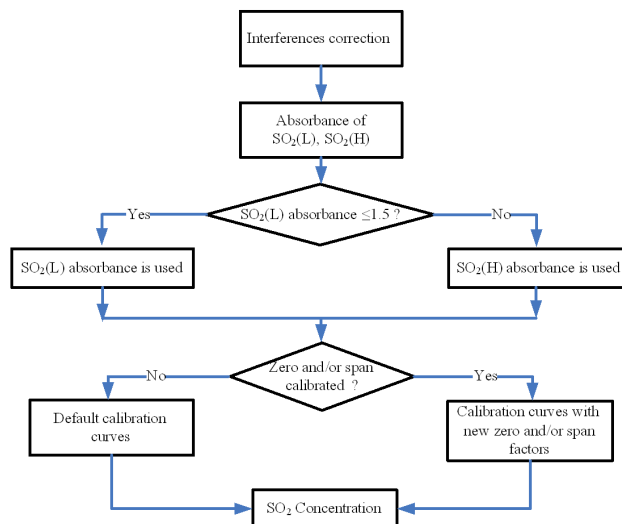 Interferences correction
Absorbance of
SO₂(L), SO₂(H)
SO₂(L) absorbance ≤1.5 ?
Yes
No
SO₂(L) absorbance is used
SO₂(H) absorbance is used
Zero and/or span
calibrated ?
No
Yes
Default calibration
curves
Calibration curves with
new zero and/or span
factors
SO₂ Concentration